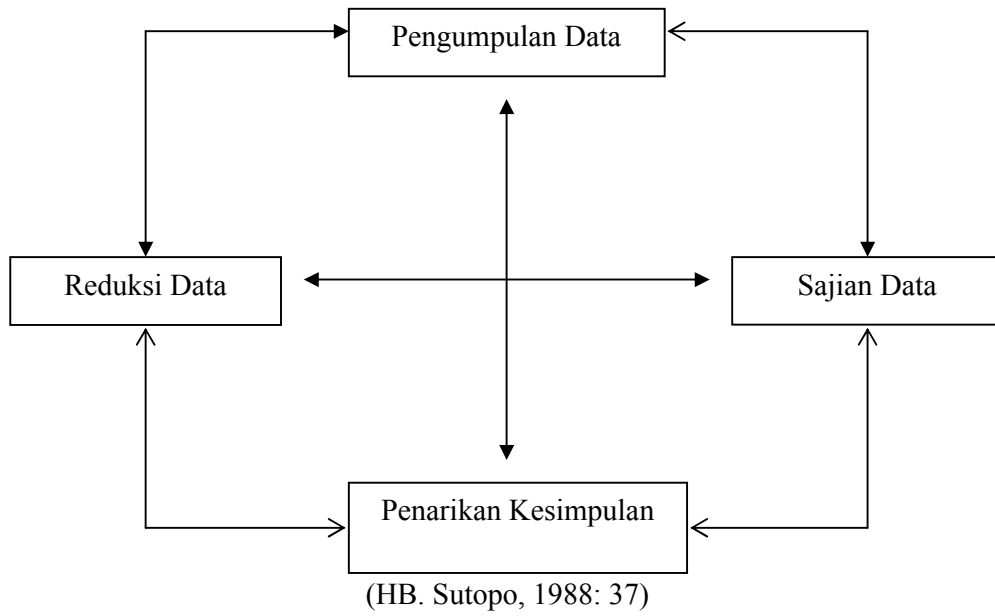 Pengumpulan Data
Reduksi Data
Sajian Data
Penarikan Kesimpulan
(HB. Sutopo, 1988: 37)